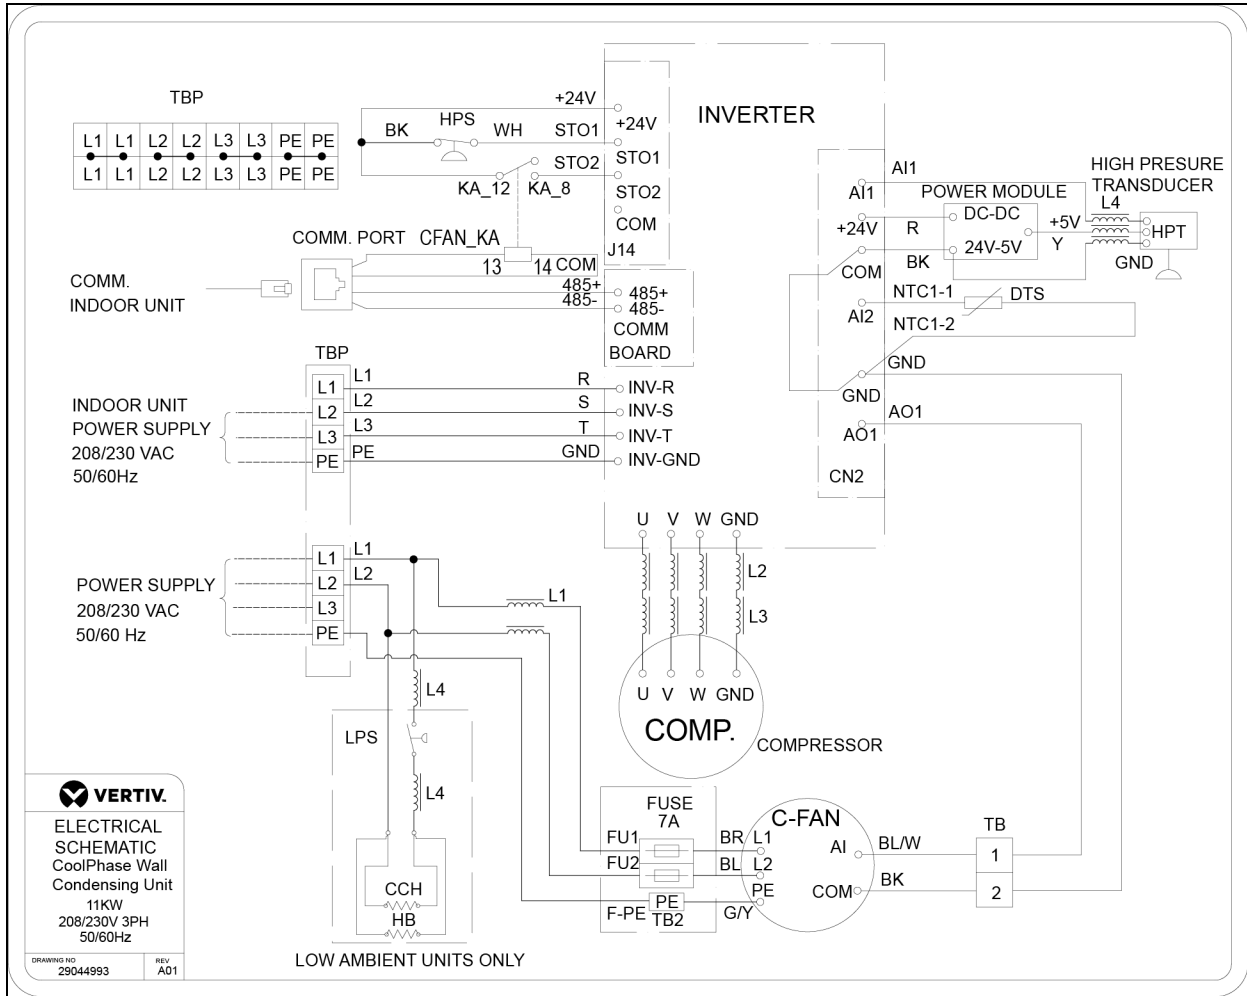 TBP
L1 L1 L2 L2 L3 L3 PE PE
L1 L1 L2 L2 L3 L3 PE PE
+24V
HPS
BK
WH
STO1
STO2
KA_12
KA_8
+24V
STO1
STO2
COM
J14
INVERTER
COMM. PORT
CFAN_KA
13
14
COM
485+
485-
485+
485-
COMM
BOARD
COMM.
INDOOR UNIT
AI1
AI1
+24V
R
COM
BK
POWER MODULE
DC-DC
24V-5V
+5V
Y
HIGH PRESURE
TRANSDUCER
L4
HPT
GND
AI2
NTC1-1
DTS
NTC1-2
GND
GND
AO1
AO1
CN2
TBP
L1
L2
L3
PE
L1
L2
L3
PE
R
S
T
GND
INV-R
INV-S
INV-T
INV-GND
INDOOR UNIT
POWER SUPPLY
208/230 VAC
50/60Hz
U V W GND
L2
L3
U V W GND
COMP.
COMPRESSOR
POWER SUPPLY
208/230 VAC
50/60 Hz
L1
L2
L3
PE
L1
L2
L1
L4
LPS
L4
CCH
HB
LOW AMBIENT UNITS ONLY
FUSE
7A
FU1
FU2
F-PE
PE
TB2
BR
BL
G/Y
L1
L2
PE
C-FAN
AI
COM
BL/W
BK
TB
1
2
VERTIV.
ELECTRICAL
SCHEMATIC
CoolPhase Wall
Condensing Unit
11KW
208/230V 3PH
50/60Hz
DRAWING NO
29044993
REV
A01